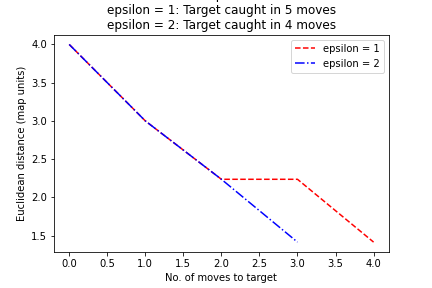 epsilon = 1: Target caught in 5 moves
epsilon = 2: Target caught in 4 moves
epsilon = 1
epsilon = 2
Euclidean distance (map units)
4.0
3.5
3.0
2.5
2.0
1.5
0.0 0.5 1.0 1.5 2.0 2.5 3.0 3.5 4.0
No. of moves to target